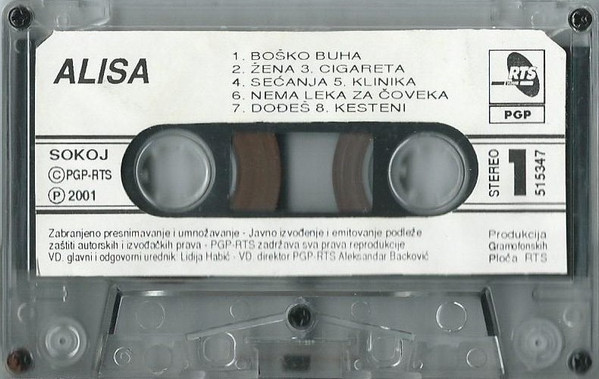 ALISA
1. BOŠKO BUHA
2. ŽENA 3. CIGARETA
4. SEĆANJA 5. KLINIKA
6. NEMA LEKA ZA ČOVEKA
7. DOĐEŠ 8. KESTENI
RTS
PGP
SOKOJ
Ⓒ PGP-RTS
Ⓟ 2001
STEREO
1
515347
Zabranjeno presnimavanje i umnožavanje - Javno izvođenje i emitovanje podleže
zaštiti autorskih i izvođačkih prava - PGP-RTS zadržava sva prava reprodukcije
VD. glavni i odgovorni urednik: Lidija Habić - VD. direktor PGP-RTS Aleksandar Backović
Produkcija
Gramofonskih
Ploča RTS